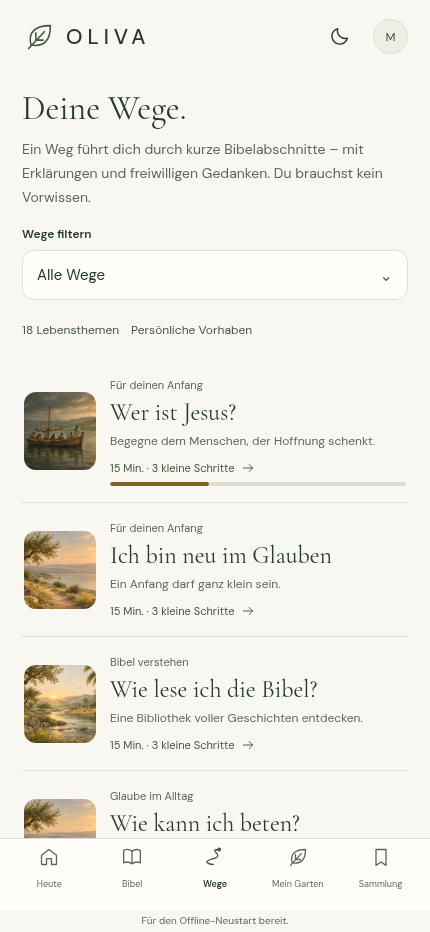 OLIVA
M
Deine Wege.
Ein Weg führt dich durch kurze Bibelabschnitte – mit
Erklärungen und freiwilligen Gedanken. Du brauchst kein
Vorwissen.
Wege filtern
Alle Wege
18 Lebensthemen Persönliche Vorhaben
Für deinen Anfang
Wer ist Jesus?
Begegne dem Menschen, der Hoffnung schenkt.
15 Min. · 3 kleine Schritte →
Für deinen Anfang
Ich bin neu im Glauben
Ein Anfang darf ganz klein sein.
15 Min. · 3 kleine Schritte →
Bibel verstehen
Wie lese ich die Bibel?
Eine Bibliothek voller Geschichten entdecken.
15 Min. · 3 kleine Schritte →
Glaube im Alltag
Wie kann ich beten?
Heute Bibel Wege Mein Garten Sammlung
Für den Offline-Neustart bereit.